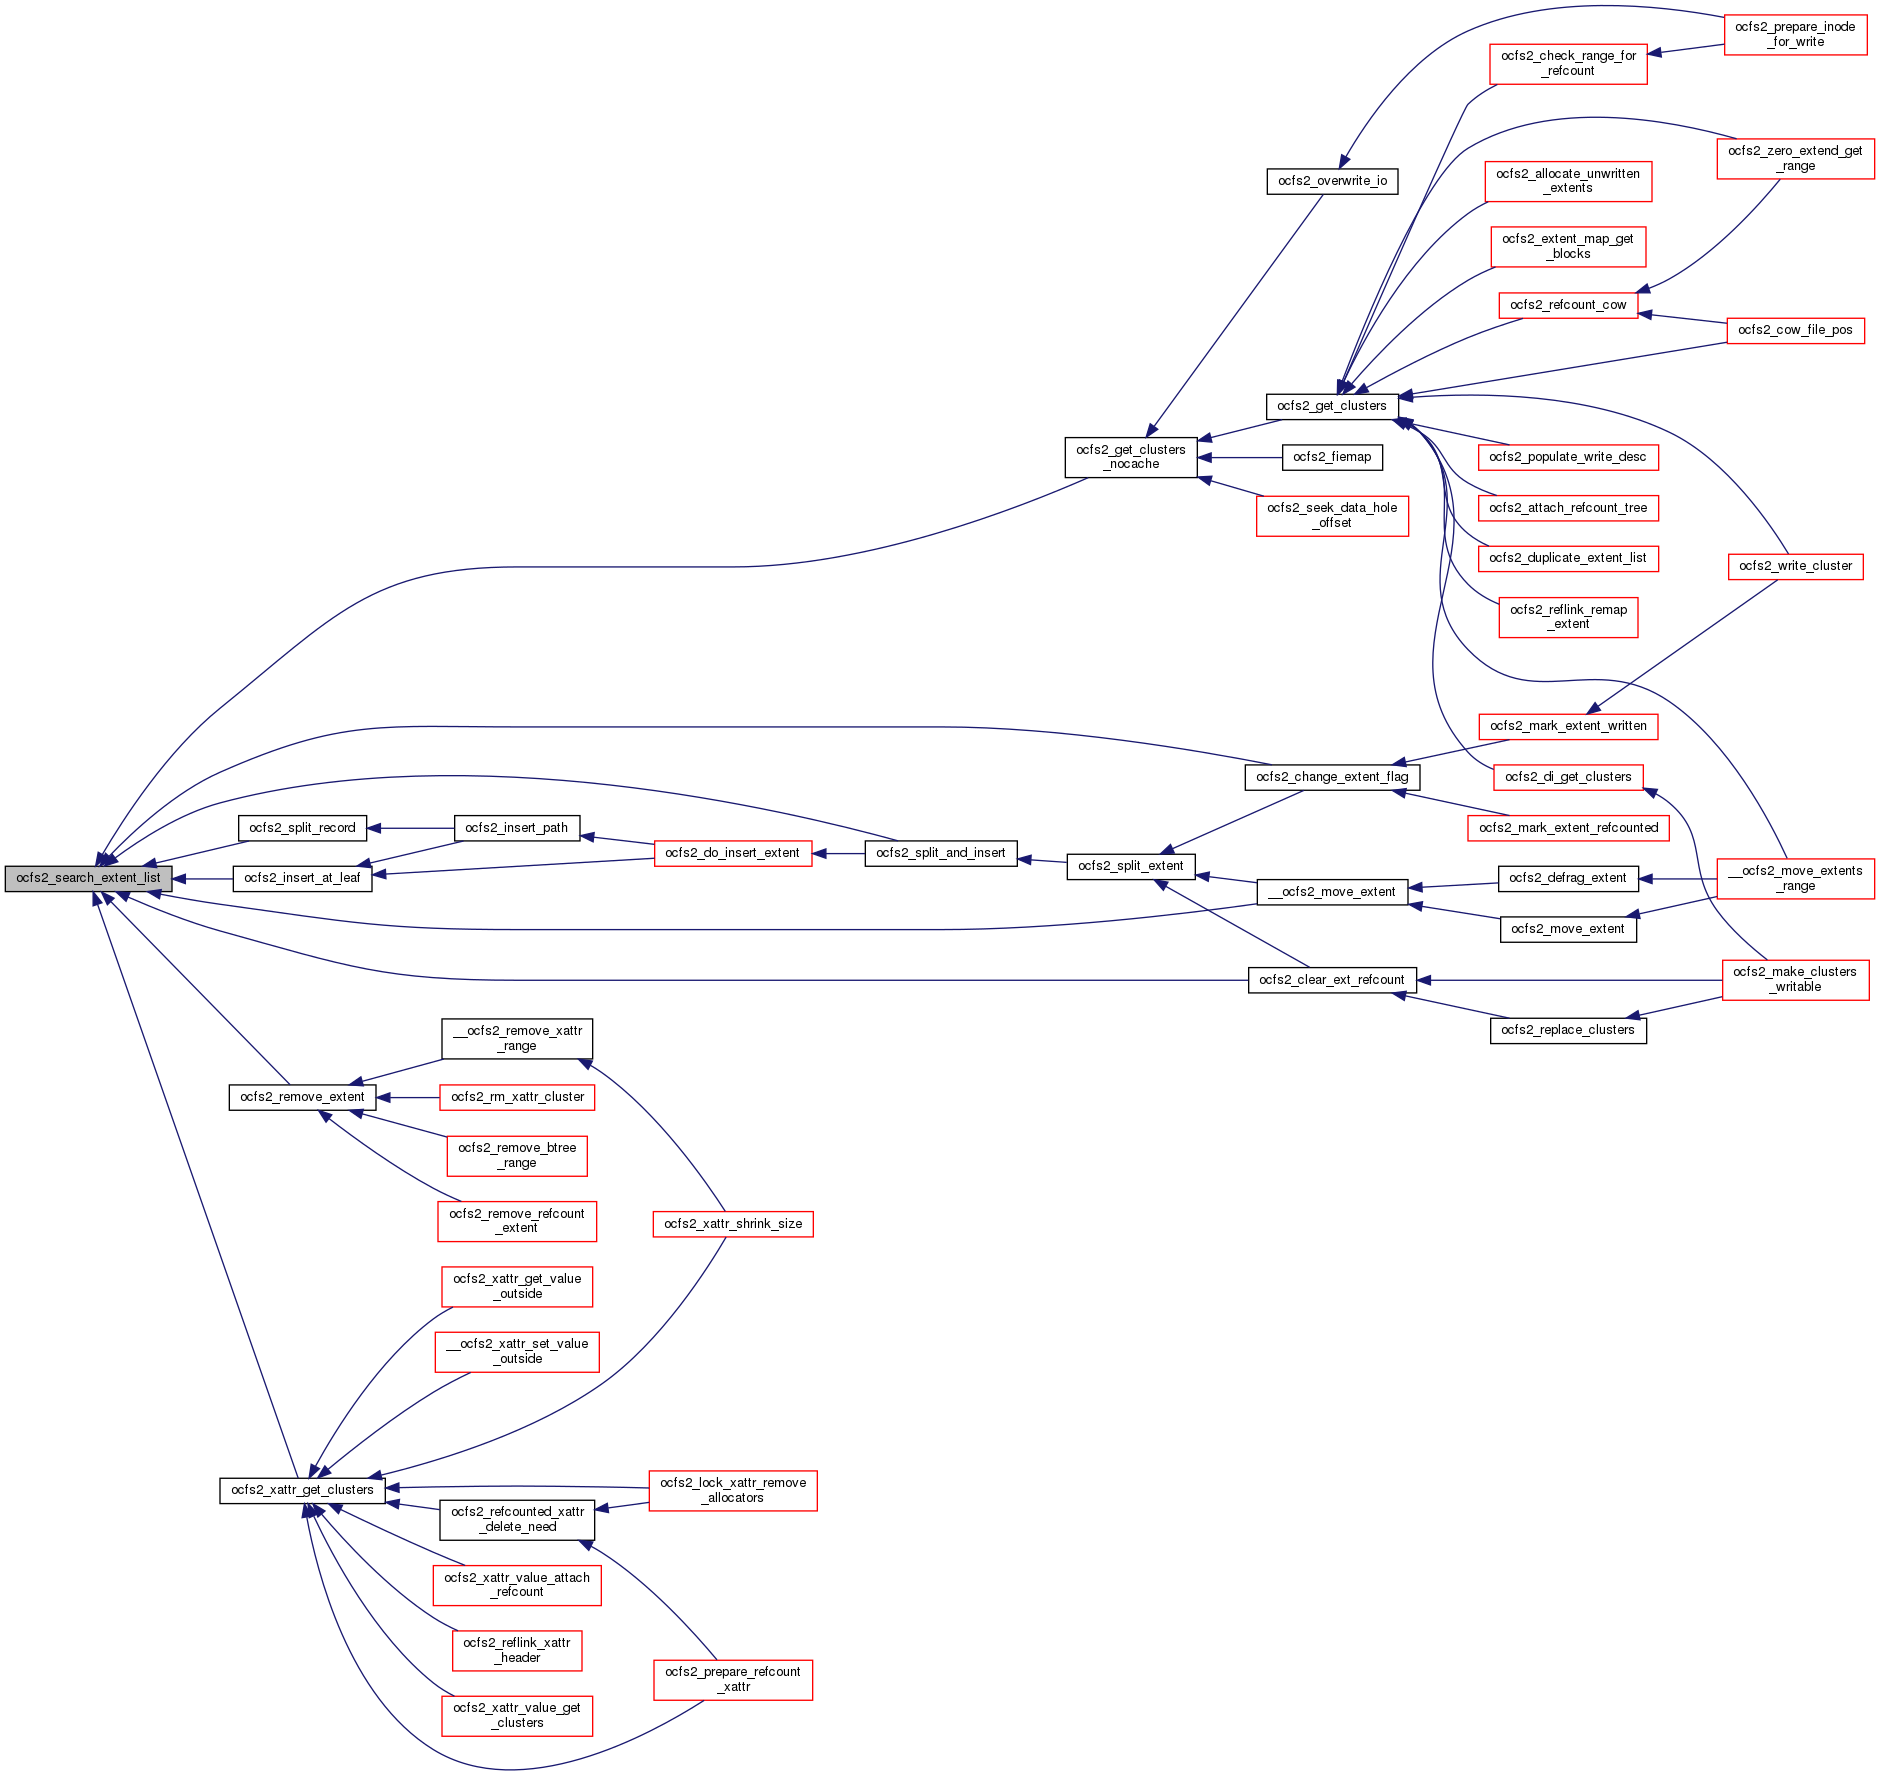 ocfs2_prepare_inode
_for_write
ocfs2_check_range_for
_refcount
ocfs2_zero_extend_get
_range
ocfs2_overwrite_io
ocfs2_allocate_unwritten
_extents
ocfs2_extent_map_get
_blocks
ocfs2_refcount_cow
ocfs2_cow_file_pos
ocfs2_get_clusters
ocfs2_get_clusters
_nocache
ocfs2_fiemap
ocfs2_populate_write_desc
ocfs2_seek_data_hole
_offset
ocfs2_attach_refcount_tree
ocfs2_duplicate_extent_list
ocfs2_write_cluster
ocfs2_reflink_remap
_extent
ocfs2_mark_extent_written
ocfs2_change_extent_flag
ocfs2_di_get_clusters
ocfs2_split_record
ocfs2_insert_path
ocfs2_mark_extent_refcounted
ocfs2_do_insert_extent
ocfs2_split_and_insert
ocfs2_split_extent
ocfs2_search_extent_list
ocfs2_insert_at_leaf
__ocfs2_move_extent
ocfs2_defrag_extent
__ocfs2_move_extents
_range
ocfs2_move_extent
ocfs2_clear_ext_refcount
ocfs2_make_clusters
_writable
ocfs2_replace_clusters
__ocfs2_remove_xattr
_range
ocfs2_remove_extent
ocfs2_rm_xattr_cluster
ocfs2_remove_btree
_range
ocfs2_remove_refcount
_extent
ocfs2_xattr_shrink_size
ocfs2_xattr_get_value
_outside
__ocfs2_xattr_set_value
_outside
ocfs2_xattr_get_clusters
ocfs2_lock_xattr_remove
_allocators
ocfs2_refcounted_xattr
_delete_need
ocfs2_xattr_value_attach
_refcount
ocfs2_reflink_xattr
_header
ocfs2_prepare_refcount
_xattr
ocfs2_xattr_value_get
_clusters